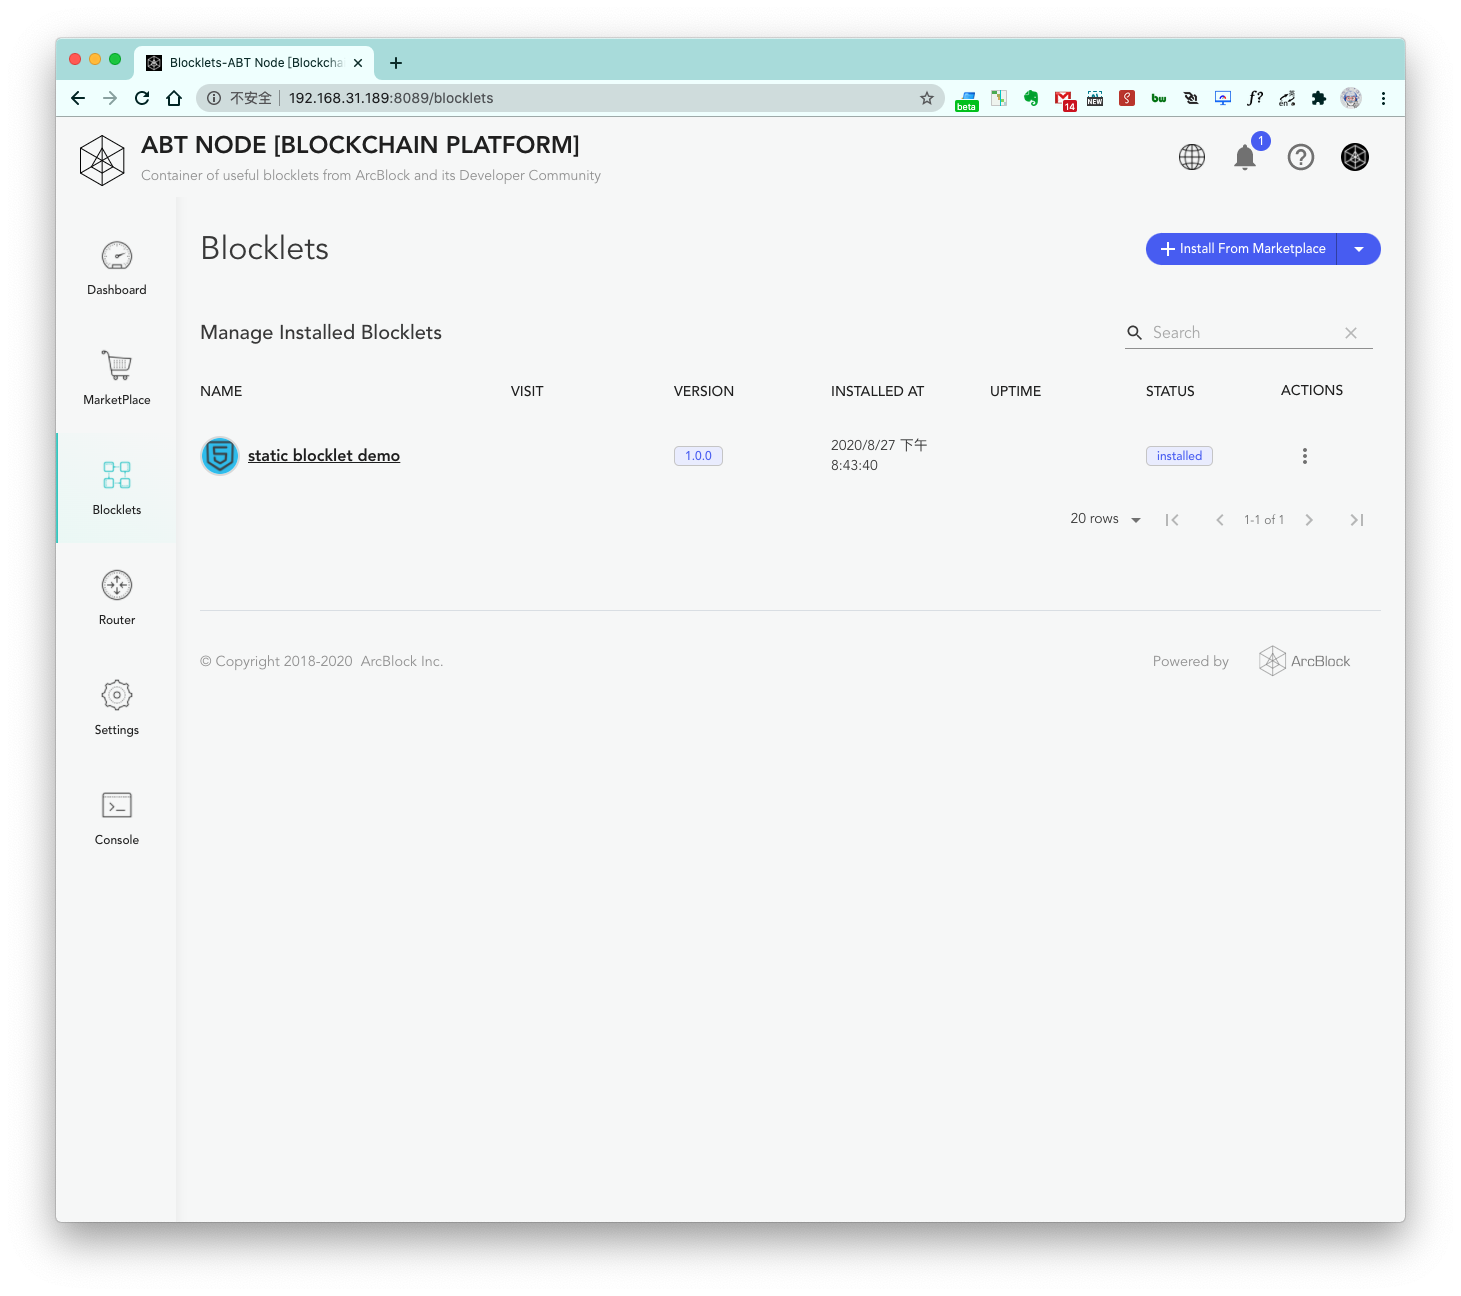 Blocklets-ABT Node [Blockcha
不安全 192.168.31.189:8089/blocklets
beta
14
NEW
bw
f?
en
ABT NODE [BLOCKCHAIN PLATFORM]
Container of useful blocklets from ArcBlock and its Developer Community
1
Dashboard
MarketPlace
Blocklets
Router
Settings
Console
Blocklets
Install From Marketplace
Manage Installed Blocklets
Search
NAME VISIT VERSION INSTALLED AT UPTIME STATUS ACTIONS
static blocklet demo 1.0.0 2020/8/27 下午 installed
8:43:40
20 rows 1-1 of 1
© Copyright 2018-2020 ArcBlock Inc.
Powered by ArcBlock